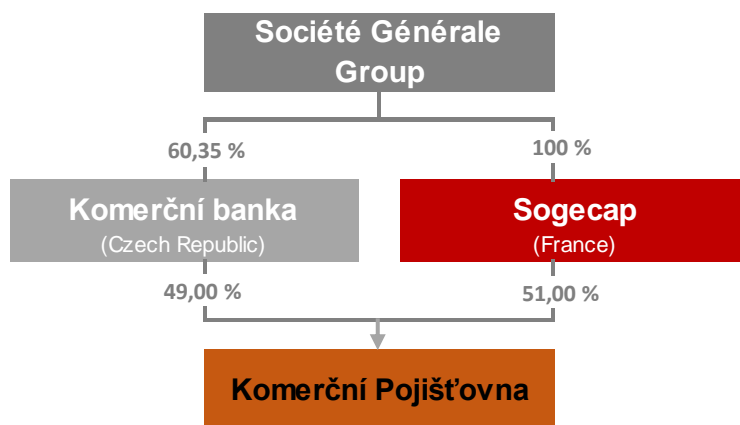 Société Générale
Group
60,35 %
100 %
Komerční banka
(Czech Republic)
Sogecap
(France)
49,00 %
51,00 %
Komerční Pojišťovna